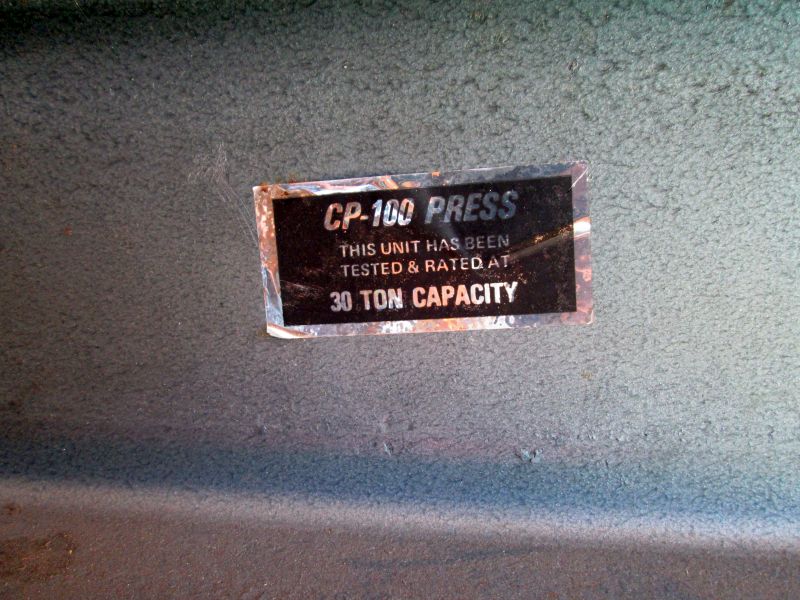 CP-100 PRESS
THIS UNIT HAS BEEN
TESTED & RATED AT
30 TON CAPACITY